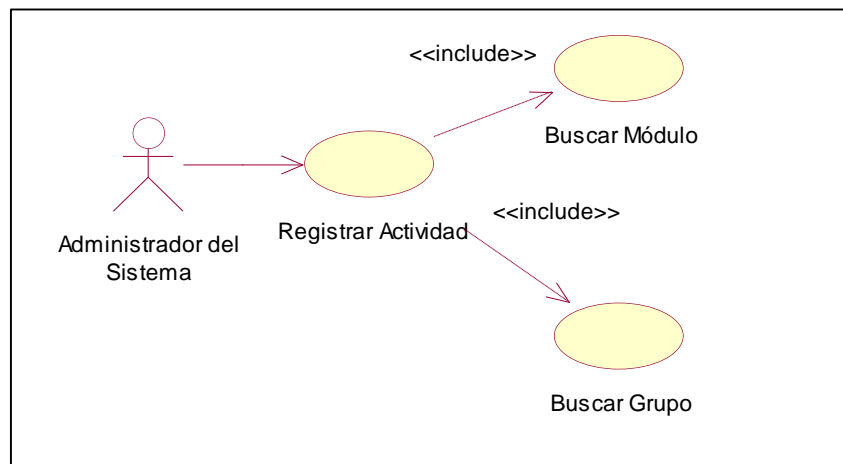 <<include>>
Buscar Módulo
Registrar Actividad
<<include>>
Administrador del
Sistema
Buscar Grupo